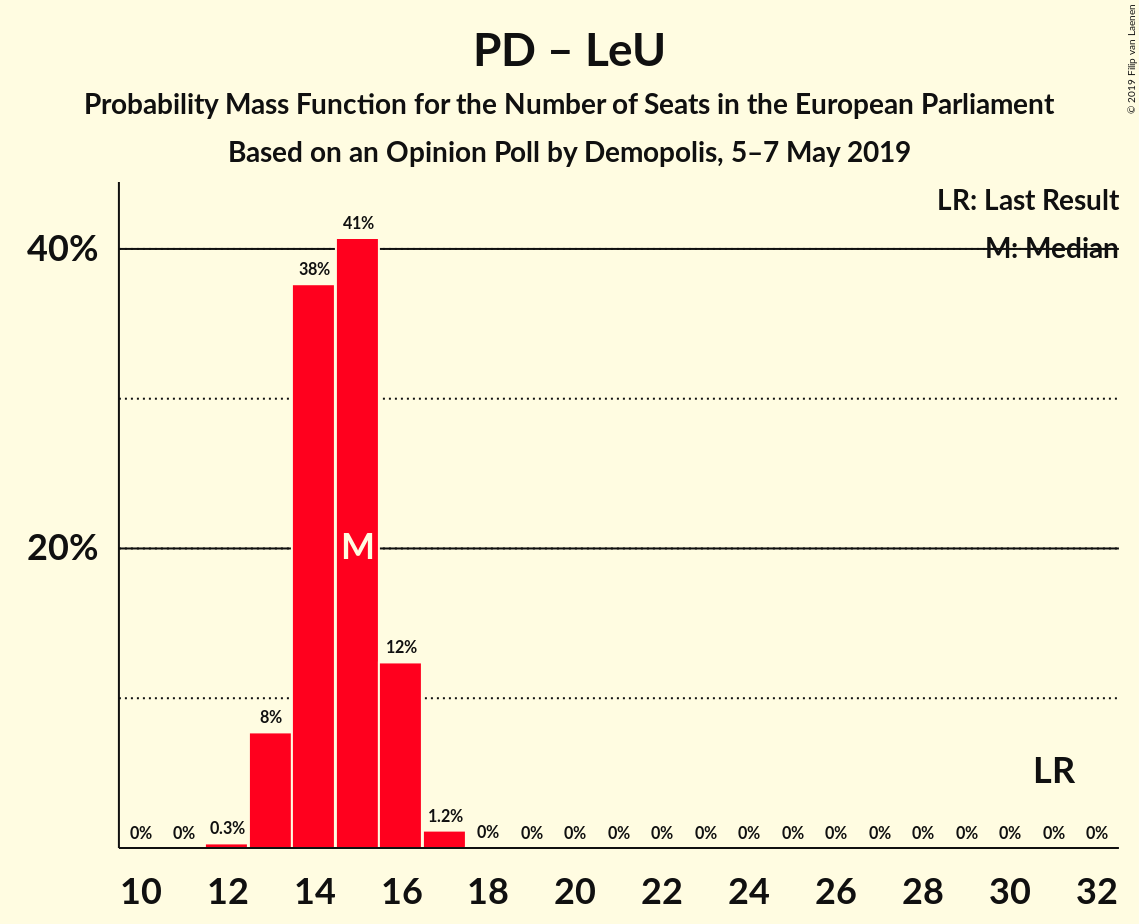 PD – LeU
Probability Mass Function for the Number of Seats in the European Parliament
Based on an Opinion Poll by Demopolis, 5–7 May 2019
© 2019 Filip van Laenen
LR: Last Result
M: Median
40%
20%
0% 0% 0.3% 8% 38% 41% 12% 1.2% 0% 0% 0% 0% 0% 0% 0% 0% 0% 0% 0% 0% 0% 0% 0%
M
LR
10 12 14 16 18 20 22 24 26 28 30 32